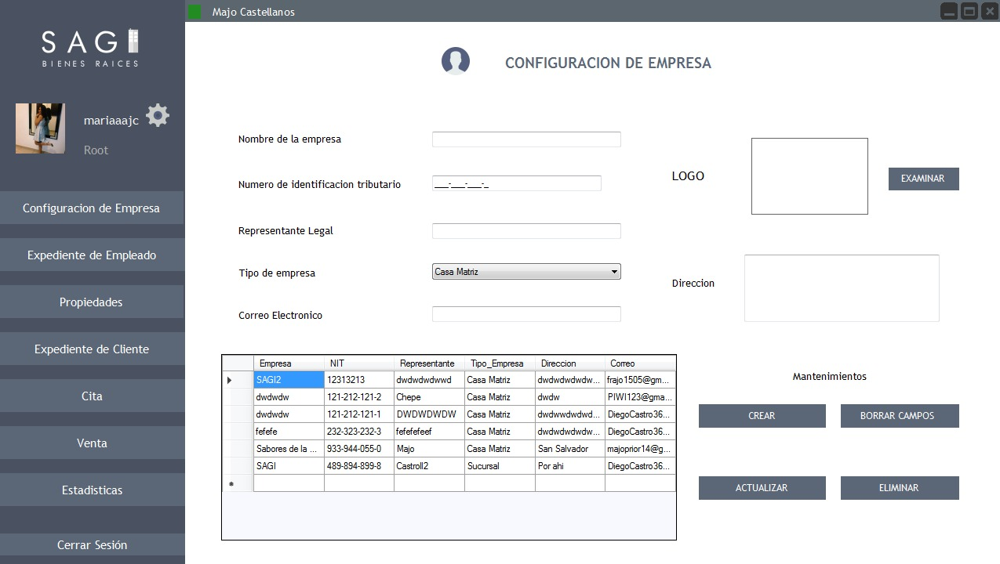 Majo Castellanos
SAGI
BIENES RAICES
mariaaajc
Root
Configuracion de Empresa
Expediente de Empleado
Propiedades
Expediente de Cliente
Cita
Venta
Estadisticas
Cerrar Sesión
CONFIGURACION DE EMPRESA
Nombre de la empresa
Numero de identificacion tributario
___-___-___-_
Representante Legal
Tipo de empresa
Casa Matriz
Correo Electronico
LOGO
EXAMINAR
Direccion
Empresa NIT Representante Tipo_Empresa Direccion Correo
SAGI2 12313213 dwdwdwdwwd Casa Matriz dwdwdwdwdw... frajo1505@gm...
dwdwdw 121-212-121-2 Chepe Casa Matriz dwdw PIWI123@gma...
dwdwdw 121-212-121-1 DWDWDWDW Casa Matriz dwdwwdwdwd... DiegoCastro36...
fefefe 232-323-232-3 fefefefeef Casa Matriz dwdwdwdwdw... DiegoCastro36...
Sabores de la ... 933-944-055-0 Majo Casa Matriz San Salvador majoprior14@g...
SAGI 489-894-899-8 Castroll2 Sucursal Por ahi DiegoCastro36...
Mantenimientos
CREAR
BORRAR CAMPOS
ACTUALIZAR
ELIMINAR